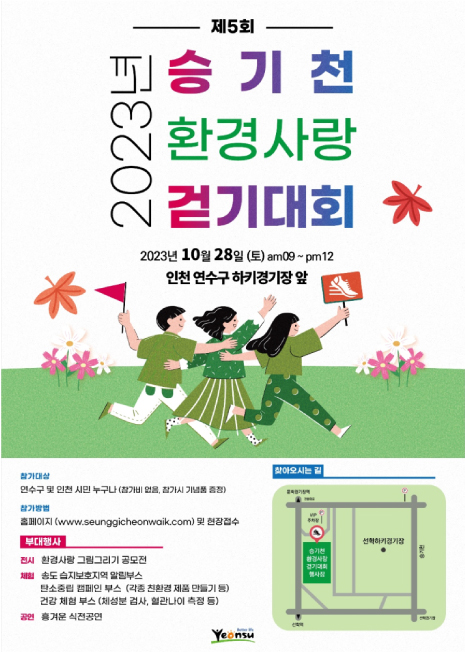 제5회
2023년
승기천
환경사랑
걷기대회
2023년 10월 28일 (토) am09 ~ pm12
인천 연수구 하키경기장 앞
참가대상
연수구 및 인천 시민 누구나 (참가비 없음, 참가시 기념품 증정)
참가방법
홈페이지 (www.seunggicheonwaik.com) 및 현장접수
부대행사
전시 환경사랑 그림그리기 공모전
체험 송도 습지보호지역 알림부스
탄소중립 캠페인 부스 (각종 친환경 제품 만들기 등)
건강 체험 부스 (체성분 검사, 혈관나이 측정 등)
공연 흥겨운 식전공연
찾아오시는 길
P
VIP
주차장
선학하키경기장
승기천
환경사랑
걷기대회
행사장
선학역
Yeonsu